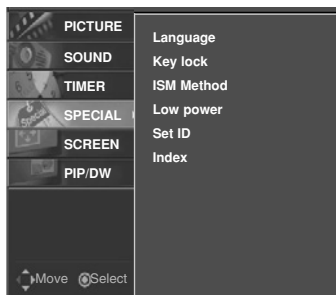 PICTURE
SOUND
TIMER
SPECIAL
SCREEN
PIP/DW
Move Select
Language
Key lock
ISM Method
Low power
Set ID
Index